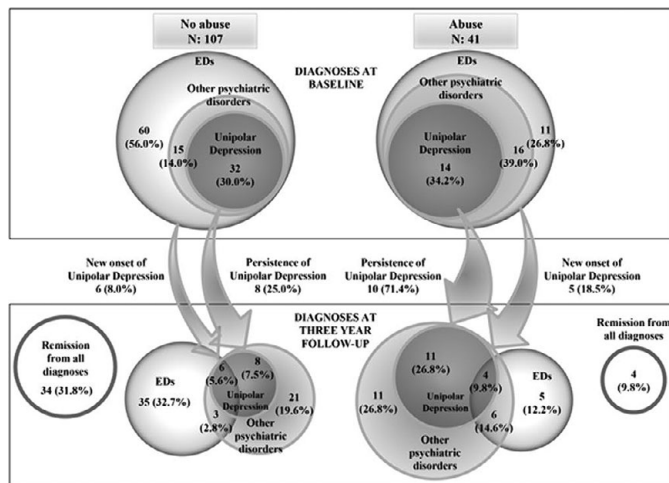 No abuse
N: 107
Abuse
N: 41
EDs
EDs
DIAGNOSES AT
BASELINE
Other psychiatric
disorders
Other psychiatric
disorders
60
(56.0%)
15
(14.0%)
Unipolar
Depression
32
(30.0%)
Unipolar
Depression
14
(34.2%)
16
(39.0%)
11
(26.8%)
New onset of
Unipolar Depression
6 (8.0%)
Persistence of
Unipolar Depression
8 (25.0%)
Persistence of
Unipolar Depression
10 (71.4%)
New onset of
Unipolar Depression
5 (18.5%)
DIAGNOSES AT
THREE YEAR
FOLLOW-UP
Remission
from all
diagnoses
34 (31.8%)
EDs
35 (32.7%)
6
(5.6%)
8
(7.5%)
Unipolar
Depression
3
(2.8%)
21
(19.6%)
Other
psychiatric
disorders
11
(26.8%)
11
(26.8%)
4
(9.8%)
Unipolar
Depression
6
(14.6%)
Other
psychiatric
disorders
EDs
5
(12.2%)
Remission from
all diagnoses
4
(9.8%)